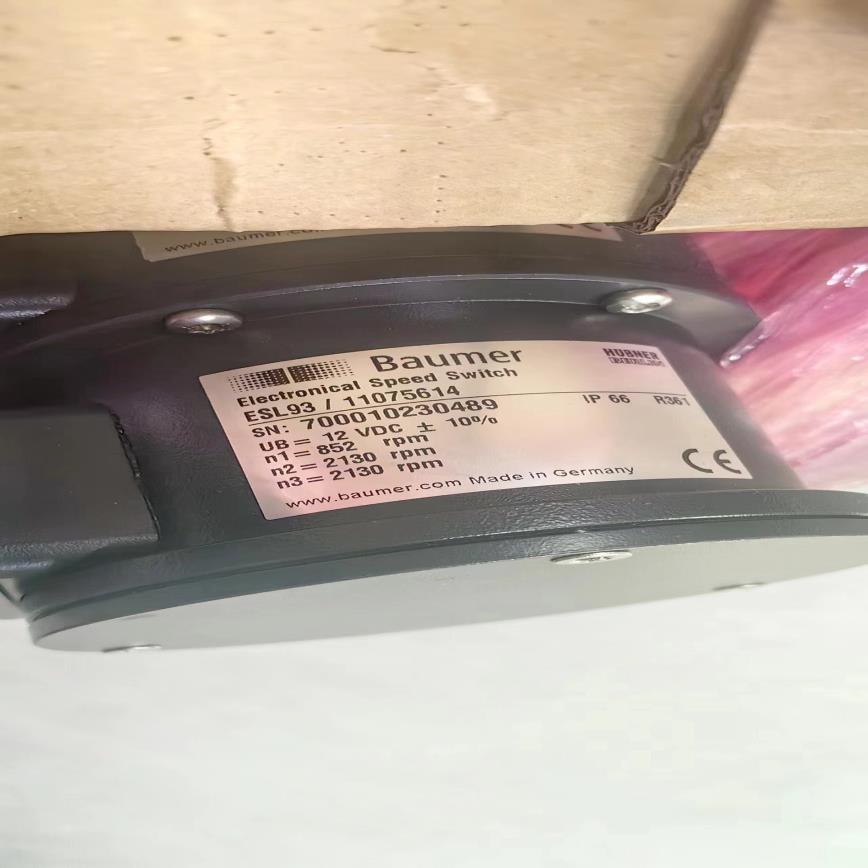 www.baumer.co
Baumer
HÜBNER
Electronical Speed Switch
ESL93 / 11075614
SN: 700010230489
IP 66 R361
UB = 12 VDC ± 10%
n1 = 852 rpm
n2 = 2130 rpm
n3 = 2130 rpm
CE
www.baumer.com Made in Germany